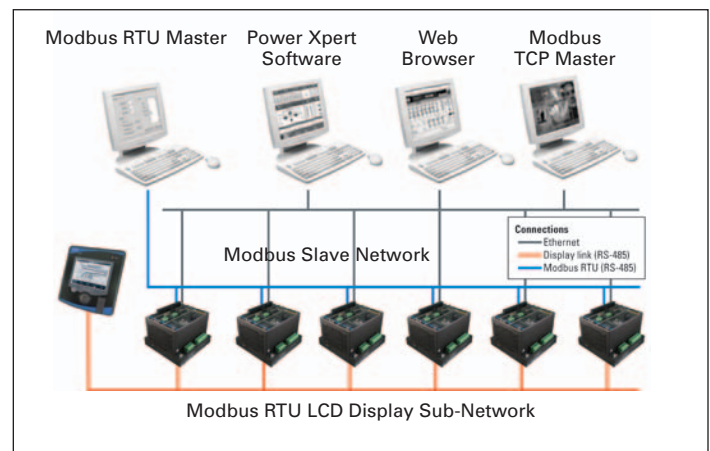 Modbus RTU Master
Power Xpert
Software
Web
Browser
Modbus
TCP Master
Connections
Ethernet
Display link (RS-485)
Modbus RTU (RS-485)
Modbus Slave Network
Modbus RTU LCD Display Sub-Network